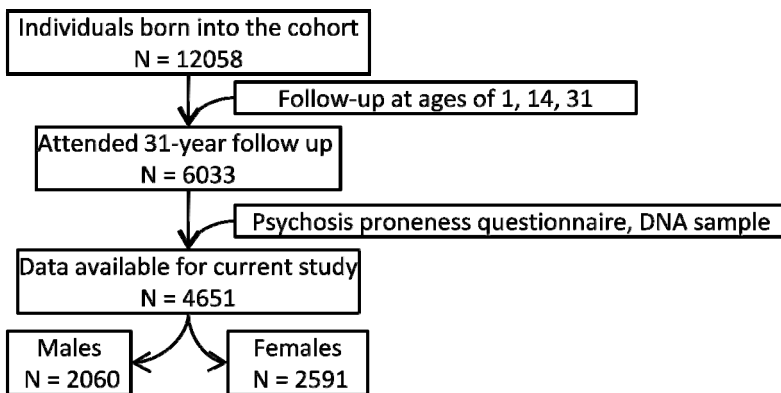 Individuals born into the cohort
N = 12058
Follow-up at ages of 1, 14, 31
Attended 31-year follow up
N = 6033
Psychosis proneness questionnaire, DNA sample
Data available for current study
N = 4651
Males
N = 2060
Females
N = 2591